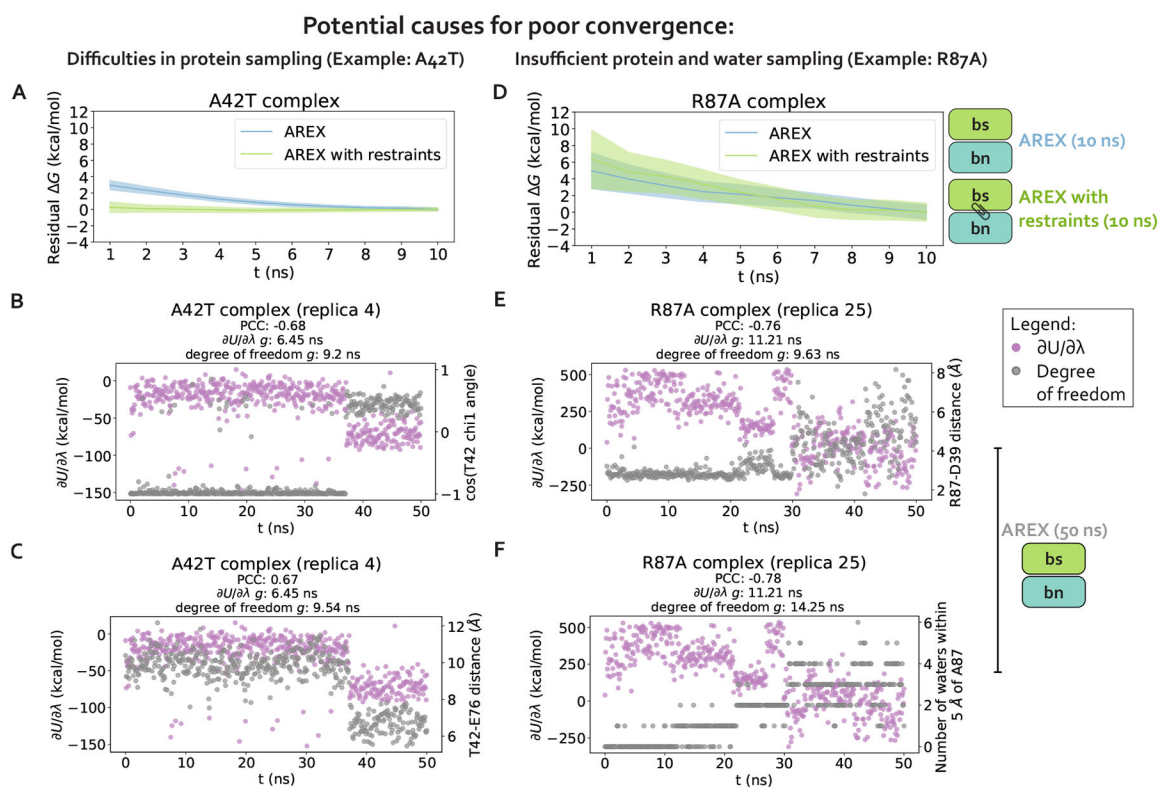 Potential causes for poor convergence:
Difficulties in protein sampling (Example: A42T)
Insufficient protein and water sampling (Example: R87A)
A
A42T complex
Residual ΔG (kcal/mol)
12
10
8
6
4
2
0
−2
−4
AREX
AREX with restraints
1 2 3 4 5 6 7 8 9 10
t (ns)
D
R87A complex
Residual ΔG (kcal/mol)
12
10
8
6
4
2
0
−2
−4
AREX
AREX with restraints
1 2 3 4 5 6 7 8 9 10
t (ns)
bs
bn
AREX (10 ns)
bs
bn
AREX with
restraints (10 ns)
B
A42T complex (replica 4)
PCC: -0.68
∂U/∂λ g: 6.45 ns
degree of freedom g: 9.2 ns
∂U/∂λ (kcal/mol)
0
−50
−100
−150
1
0
−1
cos(T42 chi1 angle)
0 10 20 30 40 50
t (ns)
E
R87A complex (replica 25)
PCC: -0.76
∂U/∂λ g: 11.21 ns
degree of freedom g: 9.63 ns
∂U/∂λ (kcal/mol)
500
250
0
−250
8
6
4
2
R87-D39 distance (Å)
0 10 20 30 40 50
t (ns)
Legend:
∂U/∂λ
Degree
of freedom
C
A42T complex (replica 4)
PCC: 0.67
∂U/∂λ g: 6.45 ns
degree of freedom g: 9.54 ns
∂U/∂λ (kcal/mol)
0
−50
−100
−150
12
10
8
6
T42-E76 distance (Å)
0 10 20 30 40 50
t (ns)
F
R87A complex (replica 25)
PCC: -0.78
∂U/∂λ g: 11.21 ns
degree of freedom g: 14.25 ns
∂U/∂λ (kcal/mol)
500
250
0
−250
6
4
2
0
Number of waters within
5 Å of A87
0 10 20 30 40 50
t (ns)
AREX (50 ns)
bs
bn